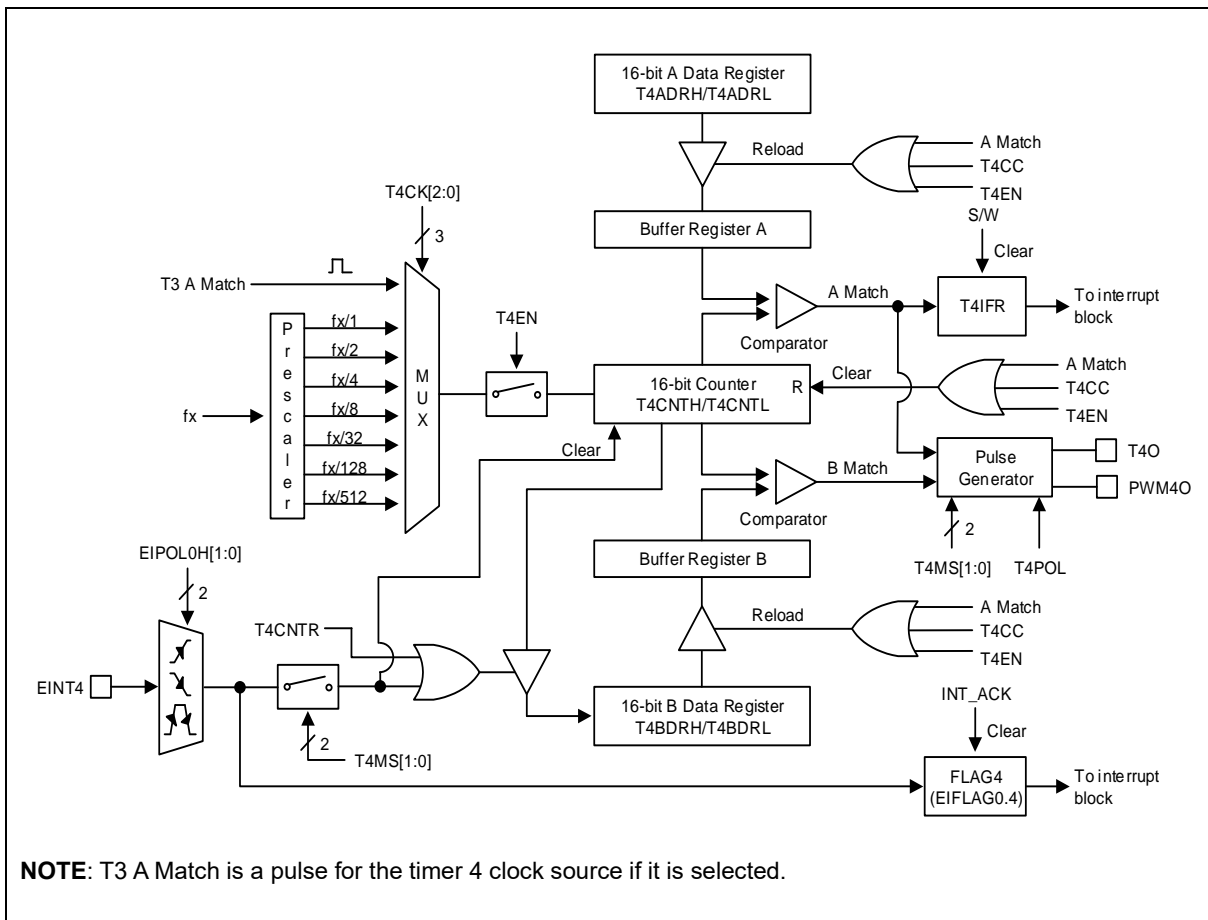 16-bit A Data Register
T4ADRH/T4ADRL
Reload
A Match
T4CC
T4EN
T4CK[2:0]
3
Buffer Register A
S/W
Clear
T3 A Match
A Match
T4IFR
To interrupt
block
Comparator
Prescaler
fx/1
fx/2
fx/4
fx/8
fx/32
fx/128
fx/512
fx
MUX
T4EN
16-bit Counter
T4CNTH/T4CNTL
R
Clear
A Match
T4CC
T4EN
Clear
B Match
Pulse
Generator
T4O
PWM4O
Comparator
2
T4MS[1:0]
T4POL
EIPOL0H[1:0]
2
Buffer Register B
T4CNTR
Reload
A Match
T4CC
T4EN
EINT4
2
T4MS[1:0]
16-bit B Data Register
T4BDRH/T4BDRL
INT_ACK
Clear
FLAG4
(EIFLAG0.4)
To interrupt
block
NOTE: T3 A Match is a pulse for the timer 4 clock source if it is selected.